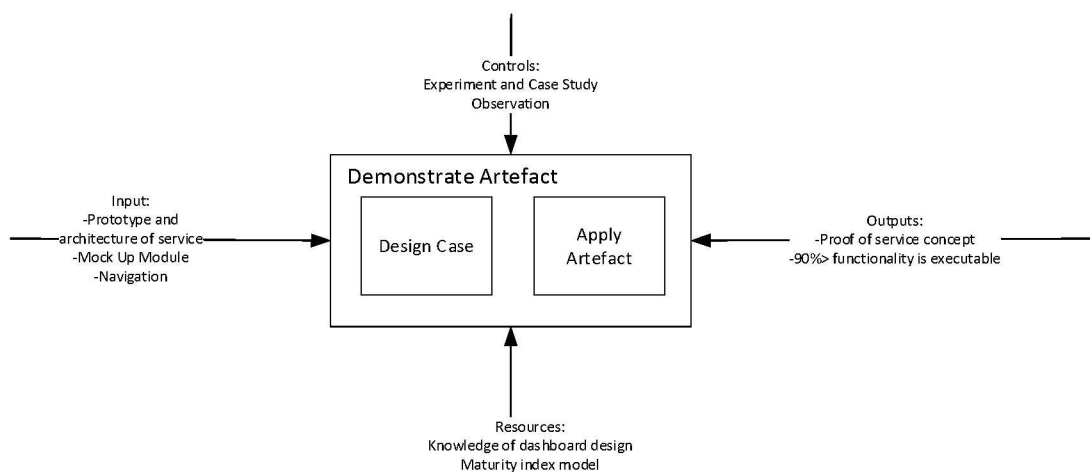 Controls:
Experiment and Case Study
Observation
Demonstrate Artefact
Design Case
Apply
Artefact
Input:
-Prototype and
architecture of service
-Mock Up Module
-Navigation
Outputs:
-Proof of service concept
-90%> functionality is executable
Resources:
Knowledge of dashboard design
Maturity index model